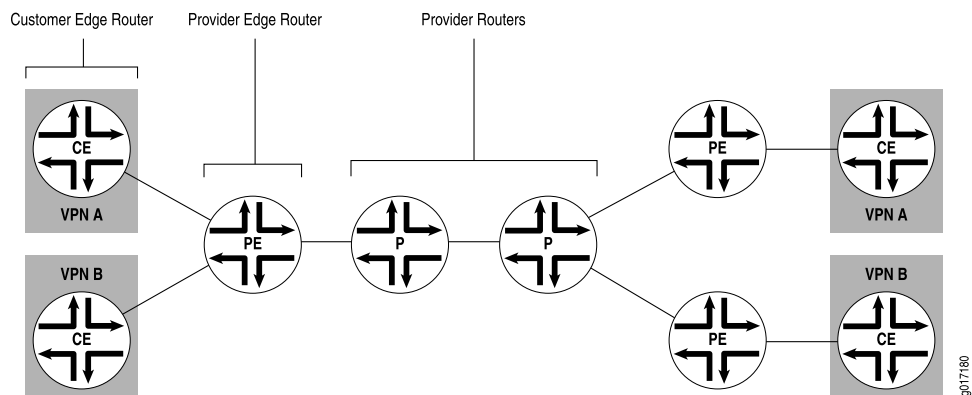 Customer Edge Router
Provider Edge Router
Provider Routers
CE
VPN A
PE
CE
VPN A
PE
P
P
VPN B
CE
PE
VPN B
CE
g017180